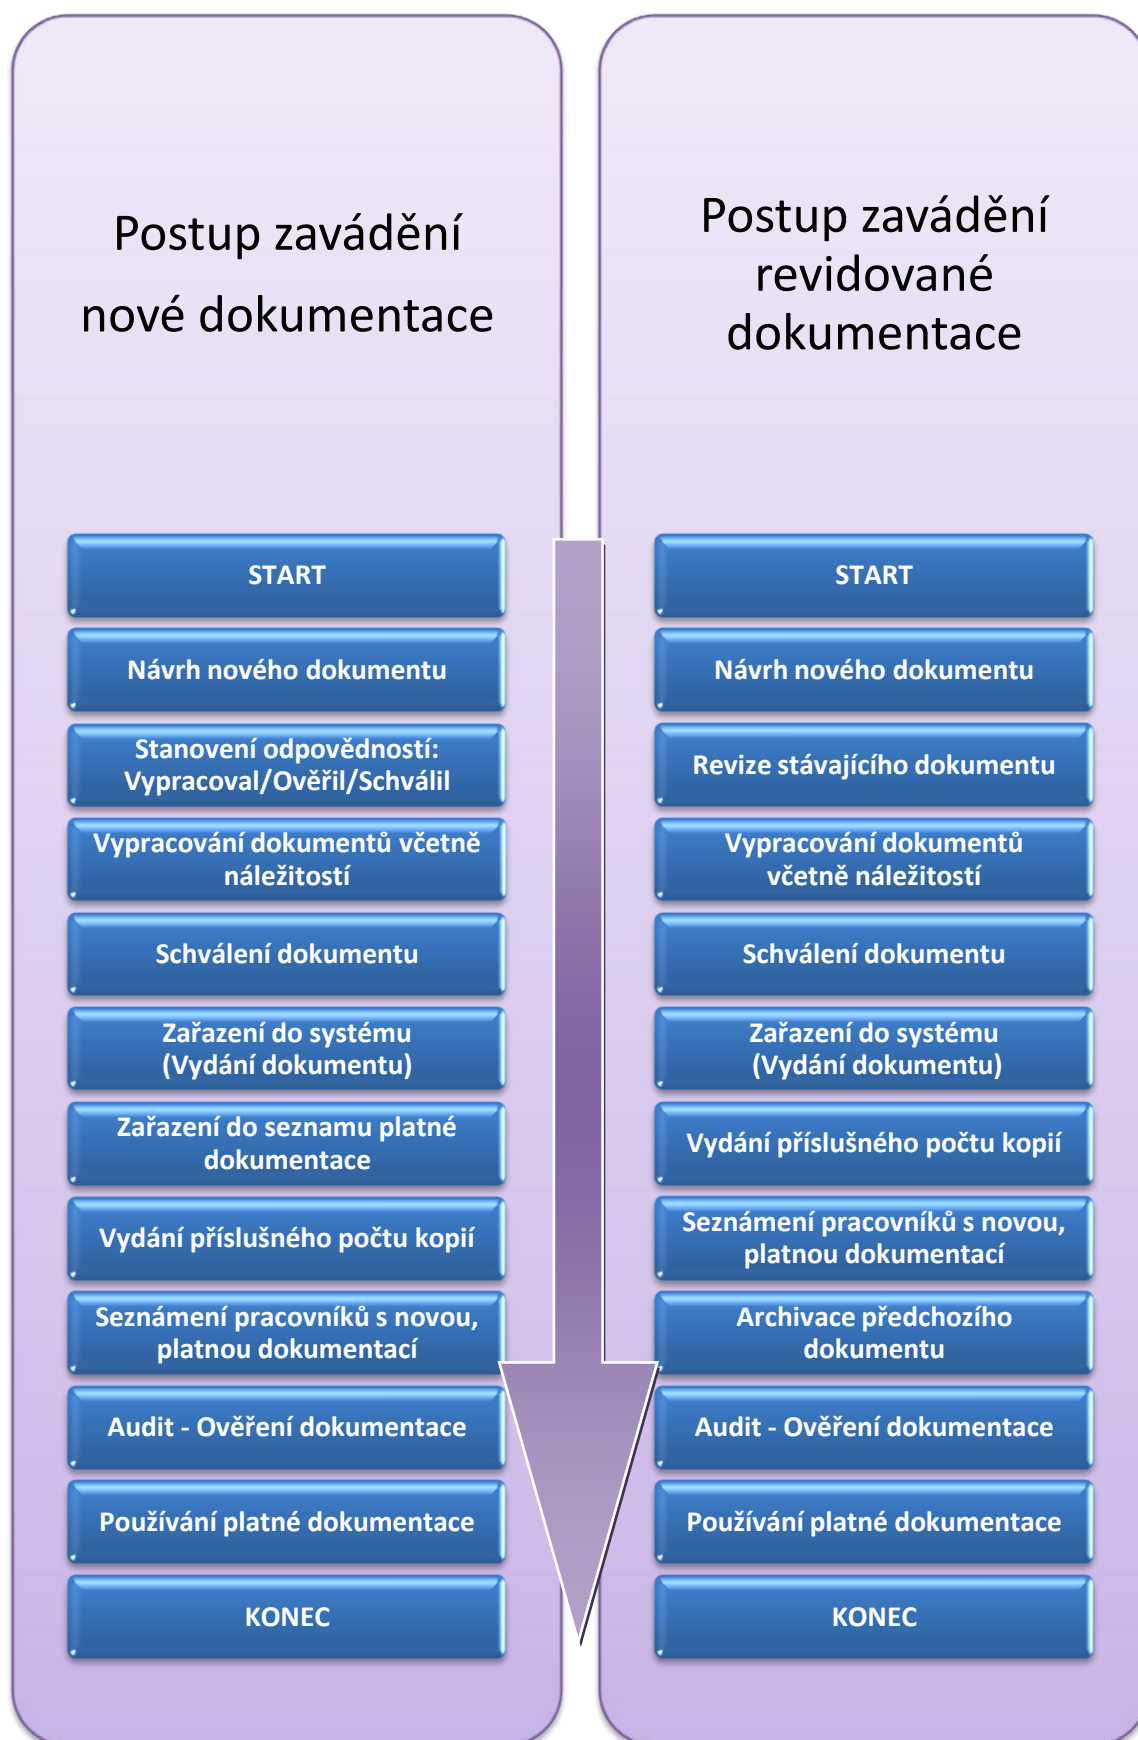 Postup zavádění
nové dokumentace
START
Návrh nového dokumentu
Stanovení odpovědností:
Vypracoval/Ověřil/Schválil
Vypracování dokumentů včetně
náležitostí
Schválení dokumentu
Zařazení do systému
(Vydání dokumentu)
Zařazení do seznamu platné
dokumentace
Vydání příslušného počtu kopií
Seznámení pracovníků s novou,
platnou dokumentací
Audit - Ověření dokumentace
Používání platné dokumentace
KONEC
Postup zavádění
revidované
dokumentace
START
Návrh nového dokumentu
Revize stávajícího dokumentu
Vypracování dokumentů
včetně náležitostí
Schválení dokumentu
Zařazení do systému
(Vydání dokumentu)
Vydání příslušného počtu kopií
Seznámení pracovníků s novou,
platnou dokumentací
Archivace předchozího
dokumentu
Audit - Ověření dokumentace
Používání platné dokumentace
KONEC